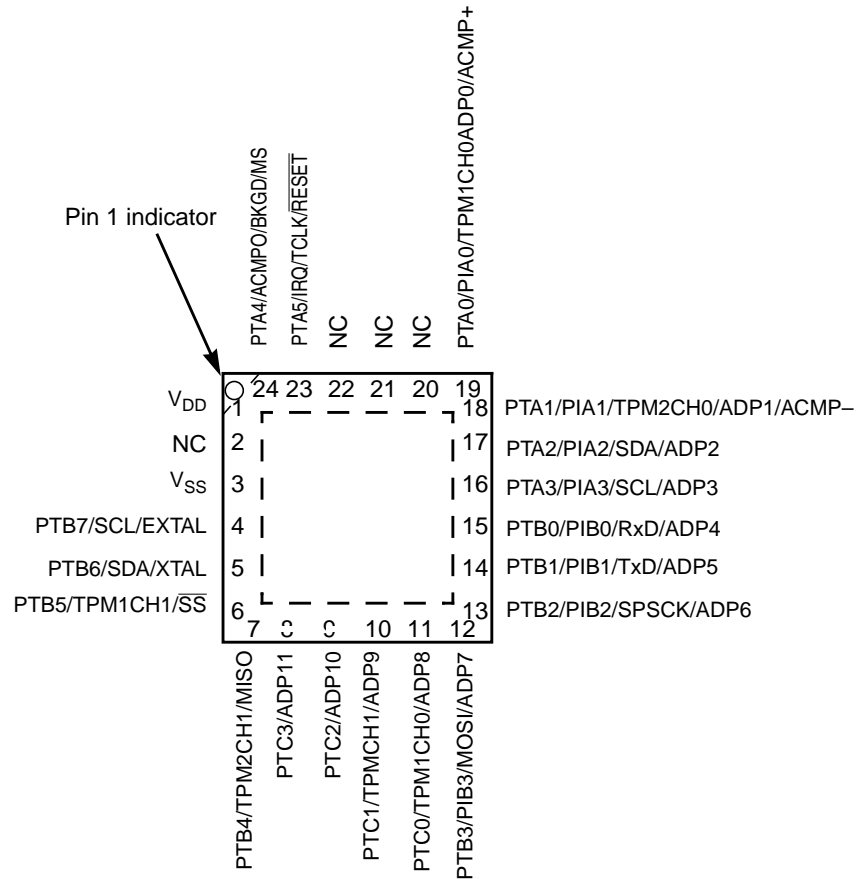 PTA4/ACMPO/BKGD/MS
PTA5/IRQ/TCLK/RESET
NC
NC
NC
PTA0/PIA0/TPM1CH0ADP0/ACMP+
Pin 1 indicator
24 23 22 21 20 19
VDD 1
18 PTA1/PIA1/TPM2CH0/ADP1/ACMP–
NC 2
17 PTA2/PIA2/SDA/ADP2
VSS 3
16 PTA3/PIA3/SCL/ADP3
PTB7/SCL/EXTAL 4
15 PTB0/PIB0/RxD/ADP4
PTB6/SDA/XTAL 5
14 PTB1/PIB1/TxD/ADP5
PTB5/TPM1CH1/SS 6
13 PTB2/PIB2/SPSCK/ADP6
7 10 11 12
PTB4/TPM2CH1/MISO
PTC3/ADP11
PTC2/ADP10
PTC1/TPMCH1/ADP9
PTC0/TPM1CH0/ADP8
PTB3/PIB3/MOSI/ADP7